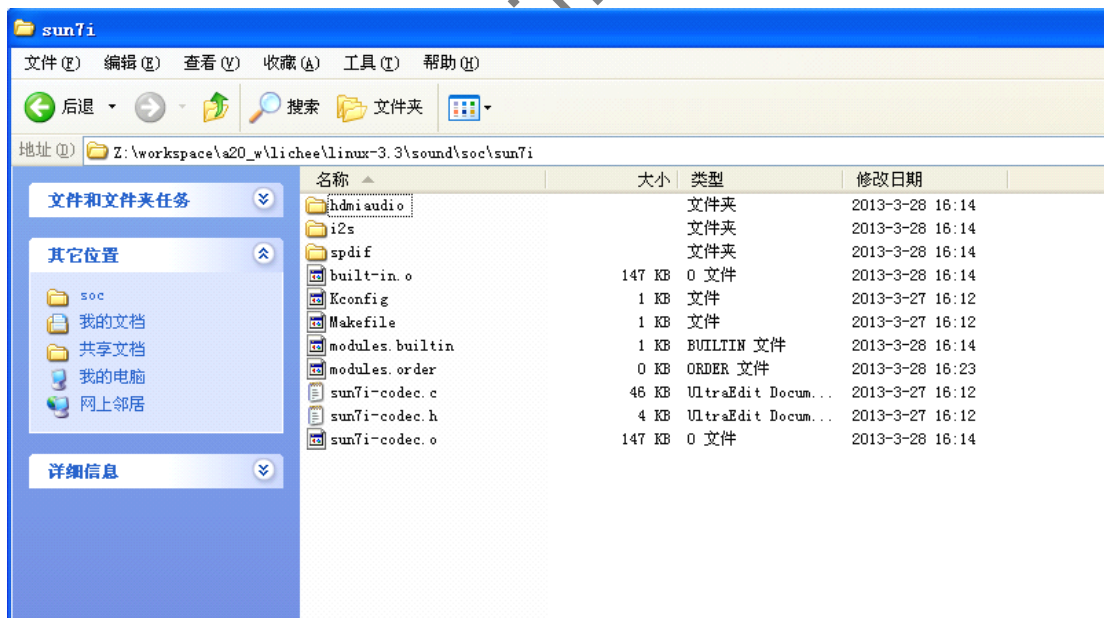 sun7i
文件(F) 编辑(E) 查看(V) 收藏(A) 工具(T) 帮助(H)
后退 搜索 文件夹
地址(D) Z:\workspace\a20_w\lichee\linux-3.3\sound\soc\sun7i
文件和文件夹任务
其它位置
soc
我的文档
共享文档
我的电脑
网上邻居
详细信息
名称 大小 类型 修改日期
hdmiaudio 文件夹 2013-3-28 16:14
i2s 文件夹 2013-3-28 16:14
spdif 文件夹 2013-3-28 16:14
built-in.o 147 KB O 文件 2013-3-28 16:14
Kconfig 1 KB 文件 2013-3-27 16:12
Makefile 1 KB 文件 2013-3-27 16:12
modules.builtin 1 KB BUILTIN 文件 2013-3-28 16:14
modules.order 0 KB ORDER 文件 2013-3-28 16:23
sun7i-codec.c 46 KB UltraEdit Docum... 2013-3-27 16:12
sun7i-codec.h 4 KB UltraEdit Docum... 2013-3-27 16:12
sun7i-codec.o 147 KB O 文件 2013-3-28 16:14